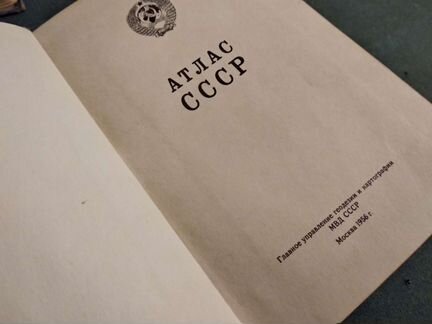 АТЛАС
СССР
Главное управление геодезии и картографии
МВД СССР
Москва 1956 г.